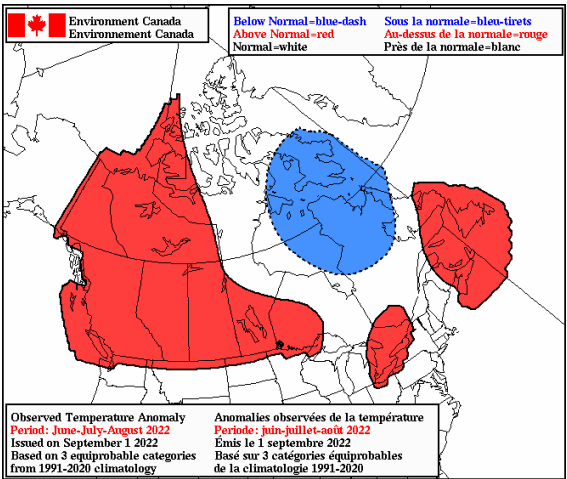 Environment Canada
Environnement Canada
Below Normal=blue-dash
Above Normal=red
Normal=white
Sous la normale=bleu-tirets
Au-dessus de la normale=rouge
Près de la normale=blanc
Observed Temperature Anomaly
Period: June-July-August 2022
Issued on September 1 2022
Based on 3 equiprobable categories
from 1991-2020 climatology
Anomalies observées de la température
Periode: juin-juillet-août 2022
Émis le 1 septembre 2022
Basé sur 3 catégories équiprobables
de la climatologie 1991-2020